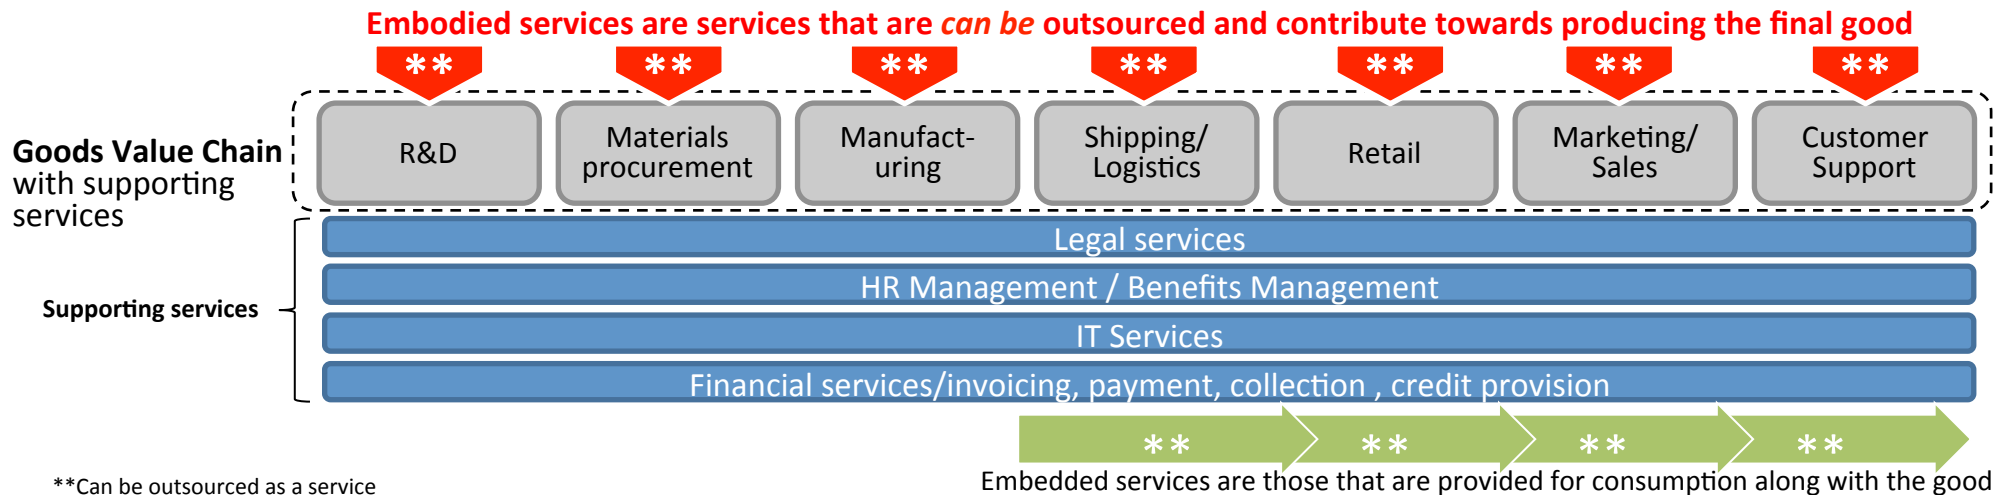 Embodied services are services that are can be outsourced and contribute towards producing the final good
** ** ** ** ** ** **
Goods Value Chain
with supporting
services
R&D
Materials
procurement
Manufact-
uring
Shipping/
Logistics
Retail
Marketing/
Sales
Customer
Support
Supporting services
Legal services
HR Management / Benefits Management
IT Services
Financial services/invoicing, payment, collection , credit provision
** ** ** **
Embedded services are those that are provided for consumption along with the good
**Can be outsourced as a service